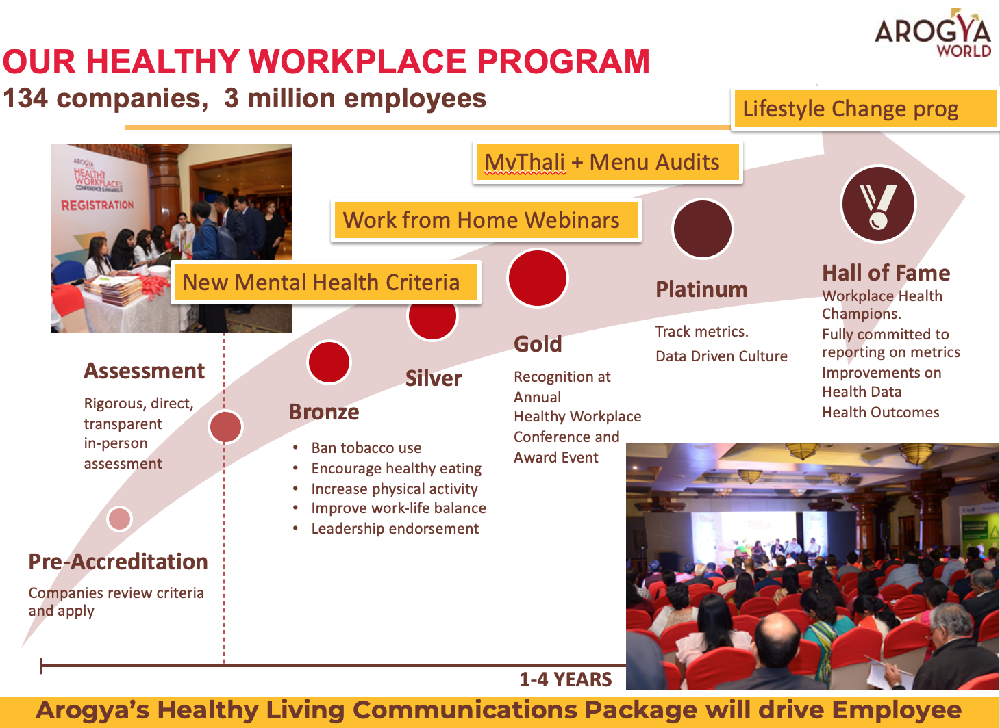 AROGYA
WORLD
OUR HEALTHY WORKPLACE PROGRAM
134 companies, 3 million employees
Lifestyle Change prog
MyThali + Menu Audits
Work from Home Webinars
New Mental Health Criteria
AROGYA
WORLD
HEALTHY
WORKPLACE
CONFERENCE & AWARDS
REGISTRATION
Assessment
Rigorous, direct,
transparent
in-person
assessment
Pre-Accreditation
Companies review criteria
and apply
Bronze
• Ban tobacco use
• Encourage healthy eating
• Increase physical activity
• Improve work-life balance
• Leadership endorsement
Silver
Gold
Recognition at
Annual
Healthy Workplace
Conference and
Award Event
Platinum
Track metrics.
Data Driven Culture
Hall of Fame
Workplace Health
Champions.
Fully committed to
reporting on metrics
Improvements on
Health Data
Health Outcomes
1-4 YEARS
Arogya’s Healthy Living Communications Package will drive Employee